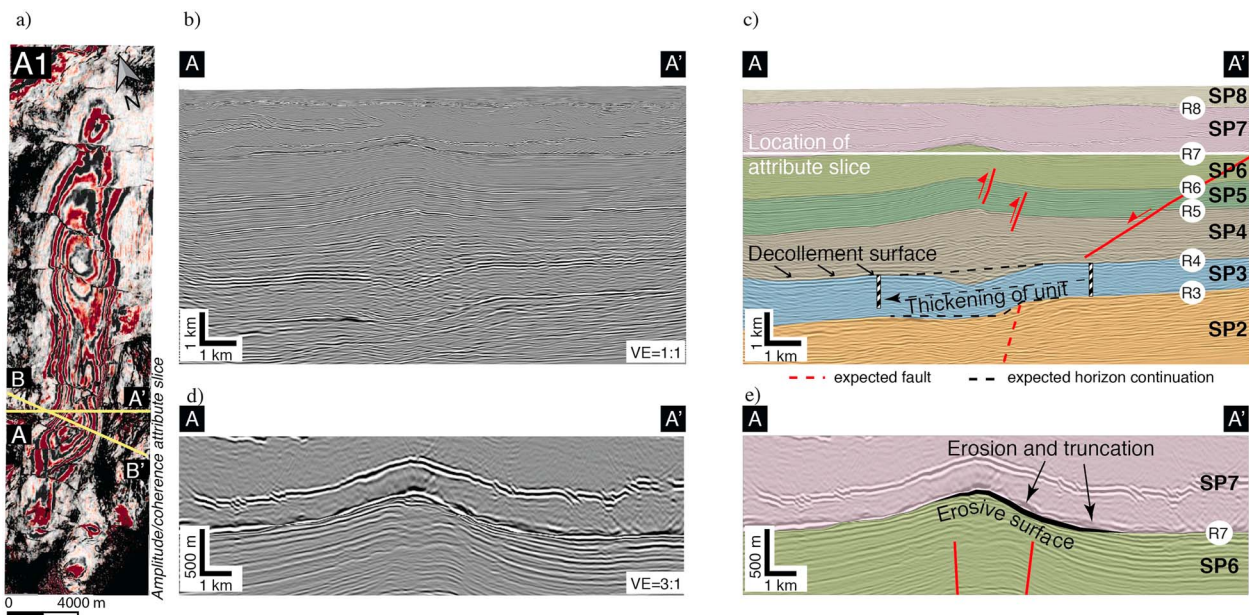 a)
A1
N
B
A'
A
B'
Amplitude/coherence attribute slice
0 4000 m
b)
A A'
1 km
1 km
VE=1:1
c)
A A'
SP8
R8
SP7
Location of
attribute slice
R7
SP6
R6
SP5
R5
SP4
Decollement surface
R4
SP3
Thickening of unit
R3
SP2
1 km
1 km
expected fault
expected horizon continuation
d)
A A'
500 m
1 km
VE=3:1
e)
A A'
Erosion and truncation
SP7
Erosive surface
R7
SP6
500 m
1 km